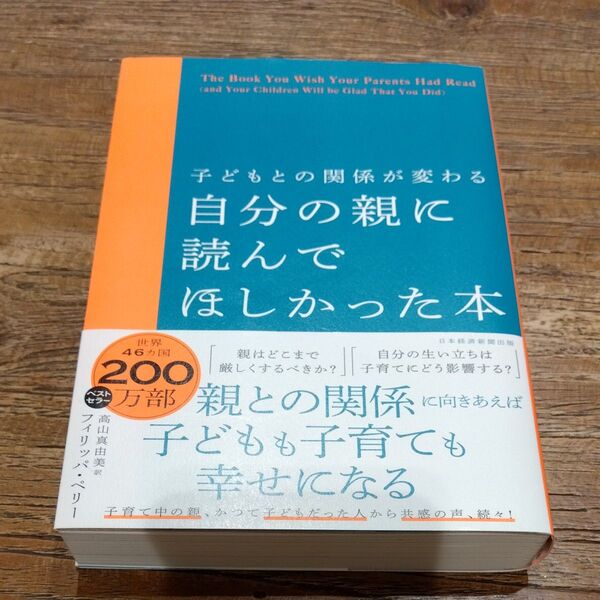 The Book You Wish Your Parents Had Read
(and Your Children Will be Glad That You Did)
子どもとの関係が変わる
自分の親に
読んで
ほしかった本
日本経済新聞出版
世界
46カ国
200
万部
ベスト
セラー
「親はどこまで
厳しくするべきか?」
「自分の生い立ちは
子育てにどう影響する?」
親との関係に向きあえば
子どもも子育ても
幸せになる
フィリッパ・ペリー
高山真由美 訳
子育て中の親、かつて子どもだった人から共感の声、続々!